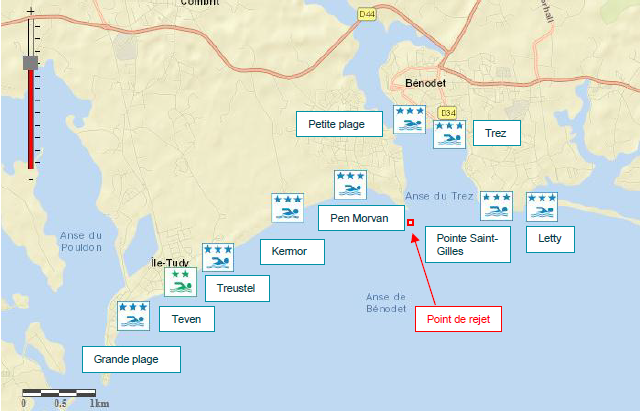 Combrit
D44
Bénodet
D34
Petite plage
Trez
Anse du Trez
Pen Morvan
Anse du
Pouldon
Kermor
Pointe Saint-
Gilles
Letty
Île-Tudy
Treustel
Anse de
Bénodet
Teven
Point de rejet
Grande plage
+
-
0 0.5 1km